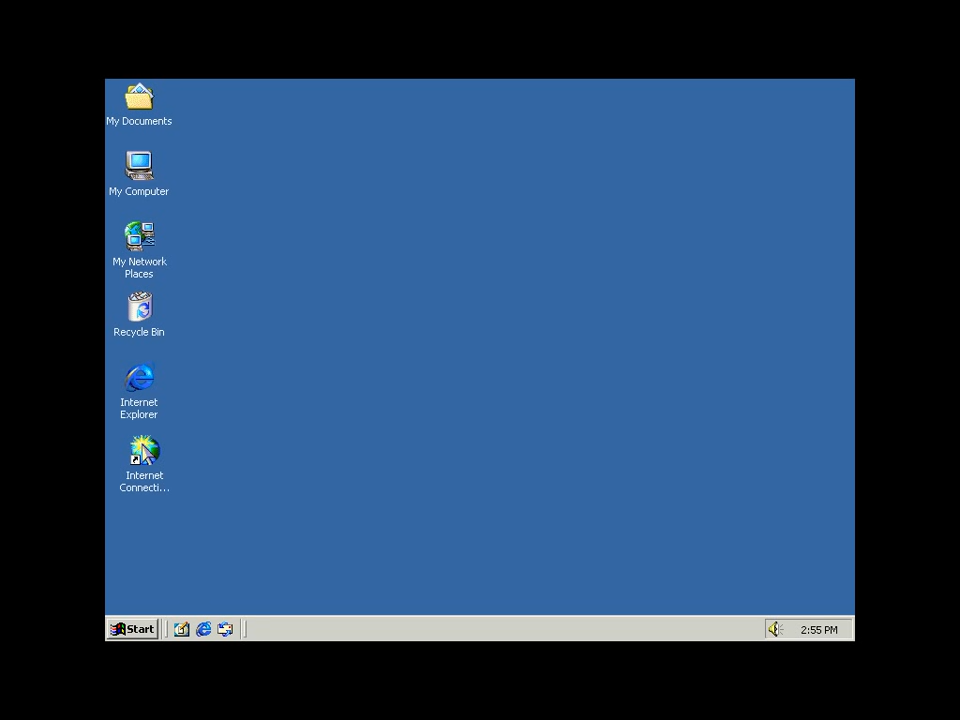 My Documents
My Computer
My Network
Places
Recycle Bin
Internet
Explorer
Internet
Connecti...
Start
2:55 PM